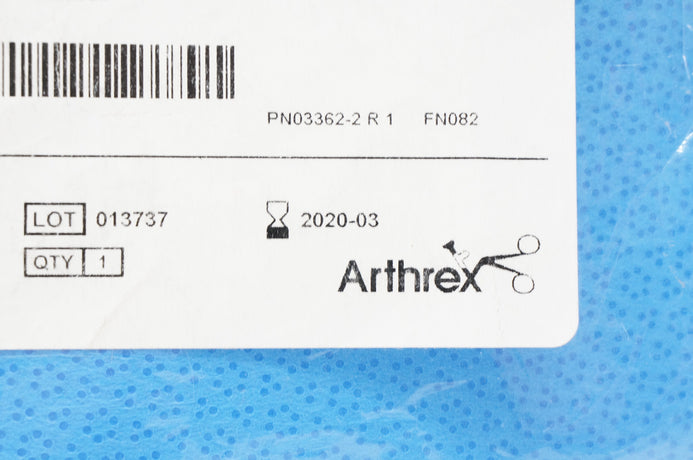 PN03362-2 R 1 FN082
LOT 013737
2020-03
QTY 1
Arthrex